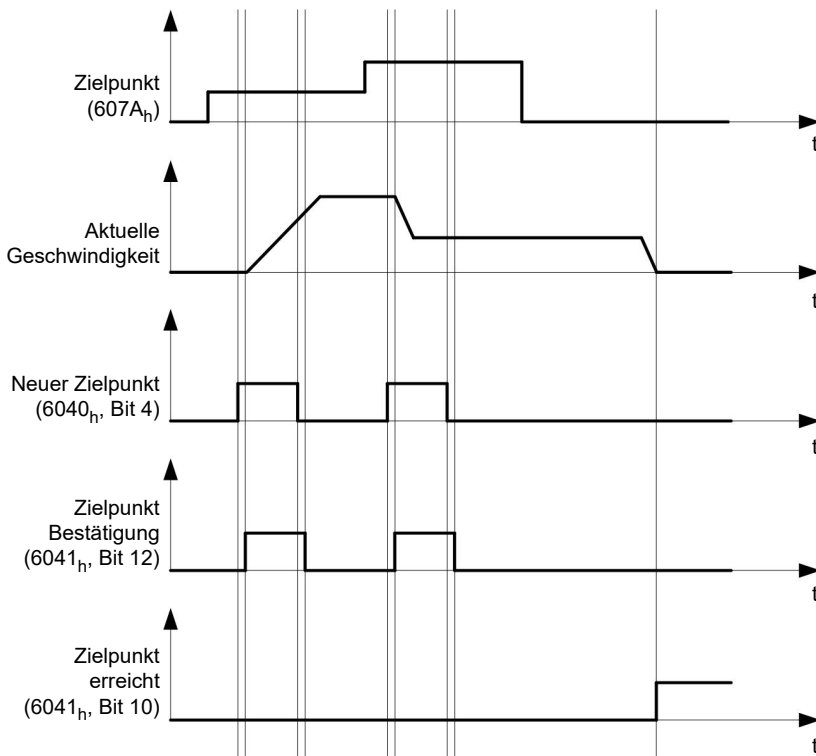 Zielpunkt
(607Ah)
t
Aktuelle
Geschwindigkeit
t
Neuer Zielpunkt
(6040h, Bit 4)
t
Zielpunkt
Bestätigung
(6041h, Bit 12)
t
Zielpunkt
erreicht
(6041h, Bit 10)
t